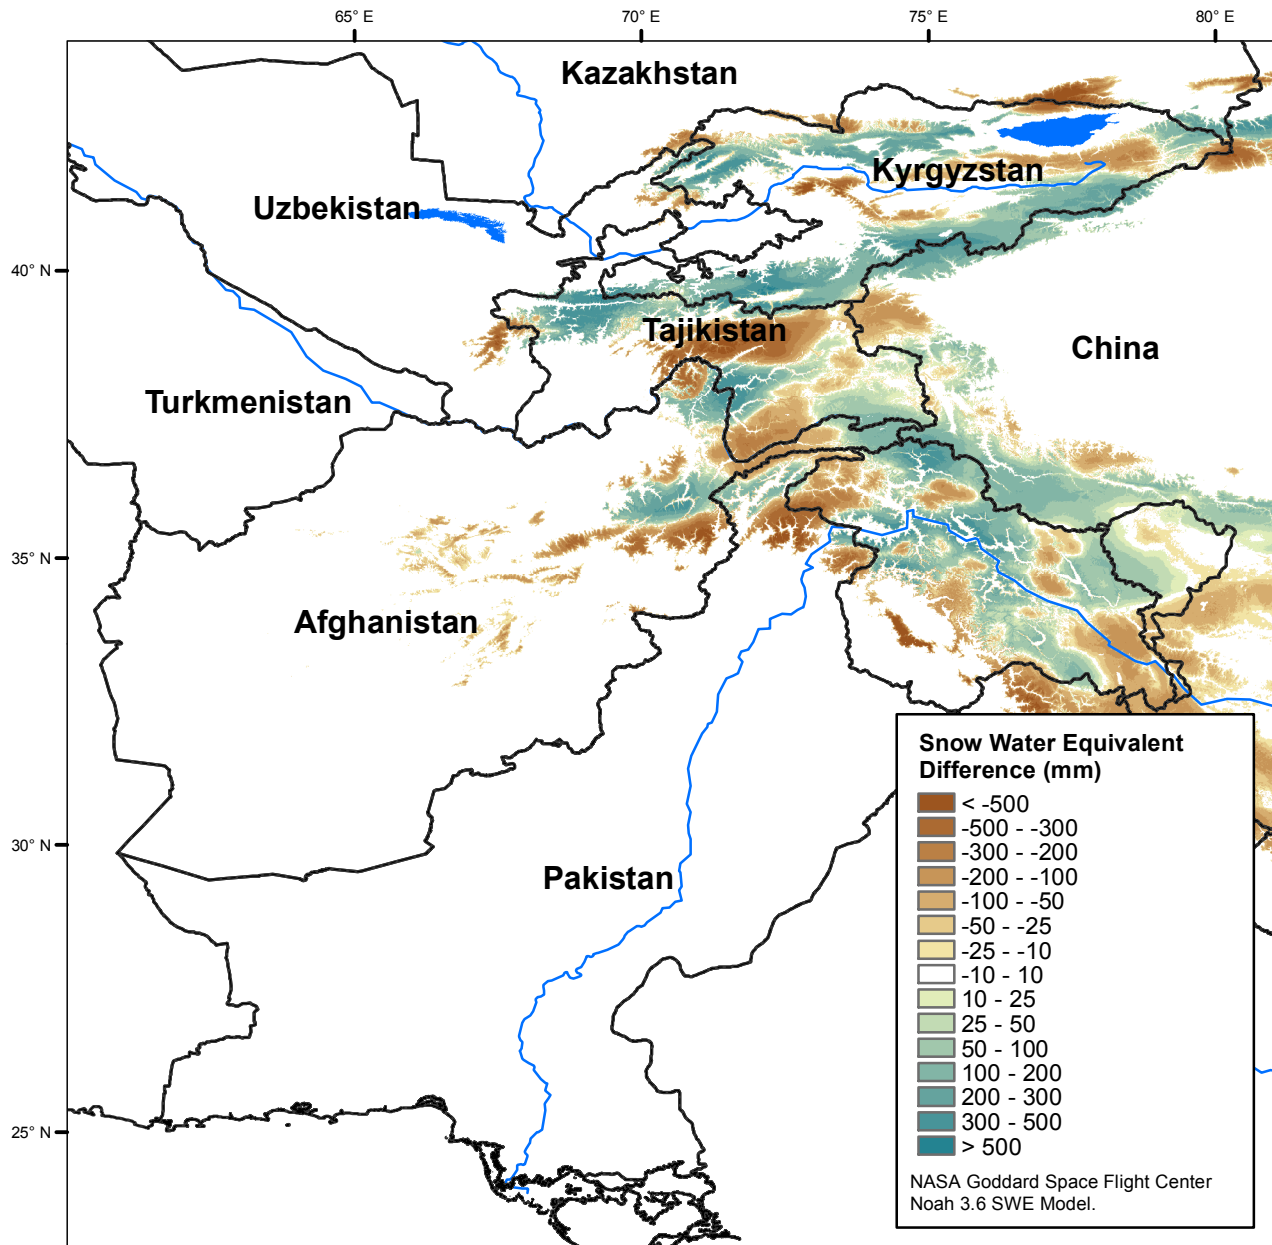 65° E
70° E
75° E
80° E
Kazakhstan
Kyrgyzstan
Uzbekistan
40° N
Tajikistan
China
Turkmenistan
35° N
Afghanistan
Snow Water Equivalent
Difference (mm)
< -500
-500 - -300
-300 - -200
-200 - -100
-100 - -50
-50 - -25
-25 - -10
-10 - 10
10 - 25
25 - 50
50 - 100
100 - 200
200 - 300
300 - 500
> 500
30° N
Pakistan
25° N
NASA Goddard Space Flight Center
Noah 3.6 SWE Model.